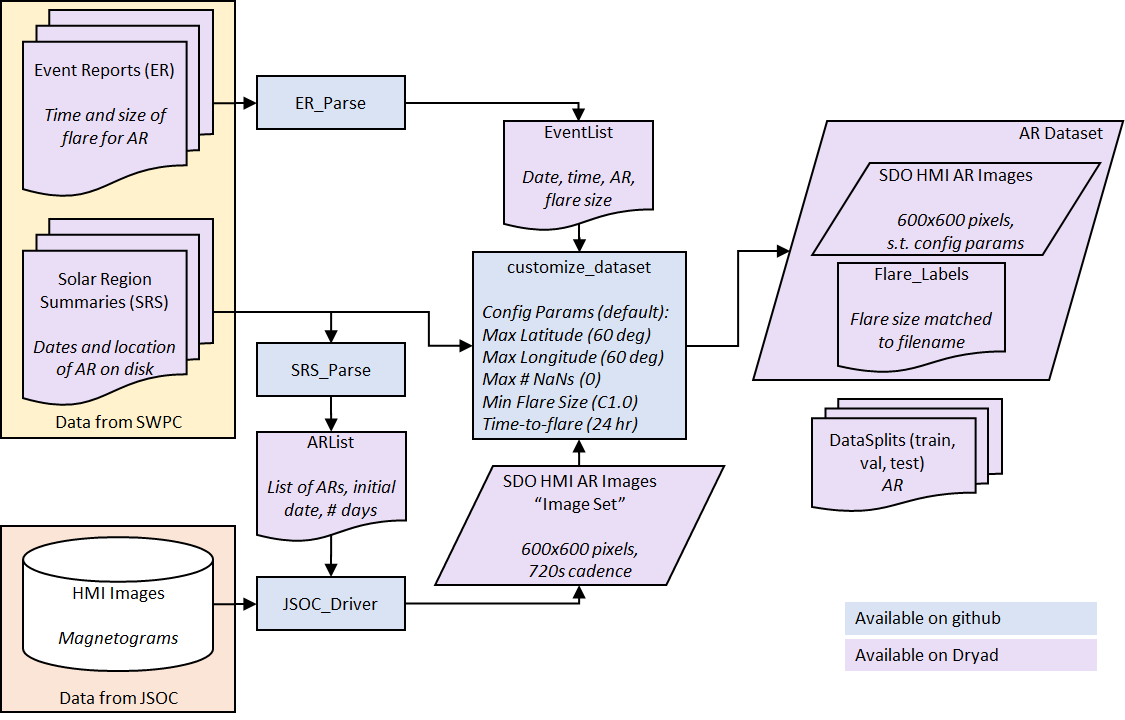 Event Reports (ER)
Time and size of
flare for AR
Solar Region
Summaries (SRS)
Dates and location
of AR on disk
Data from SWPC
HMI Images
Magnetograms
Data from JSOC
ER_Parse
SRS_Parse
ARList
List of ARs, initial
date, # days
JSOC_Driver
EventList
Date, time, AR,
flare size
customize_dataset
Config Params (default):
Max Latitude (60 deg)
Max Longitude (60 deg)
Max # NaNs (0)
Min Flare Size (C1.0)
Time-to-flare (24 hr)
SDO HMI AR Images
“Image Set”
600x600 pixels,
720s cadence
AR Dataset
SDO HMI AR Images
600x600 pixels,
s.t. config params
Flare_Labels
Flare size matched
to filename
DataSplits (train,
val, test)
AR
Available on github
Available on Dryad